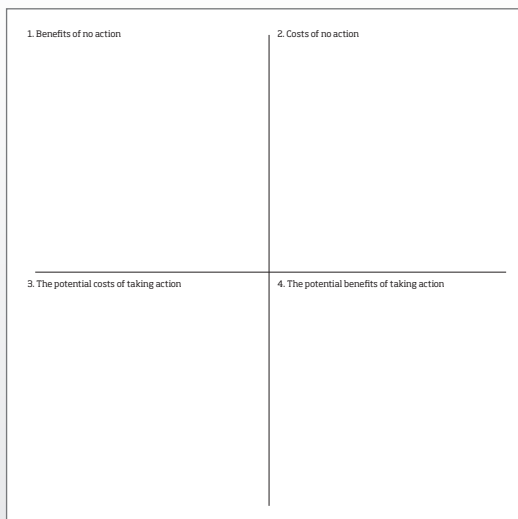 1. Benefits of no action
2. Costs of no action
3. The potential costs of taking action
4. The potential benefits of taking action